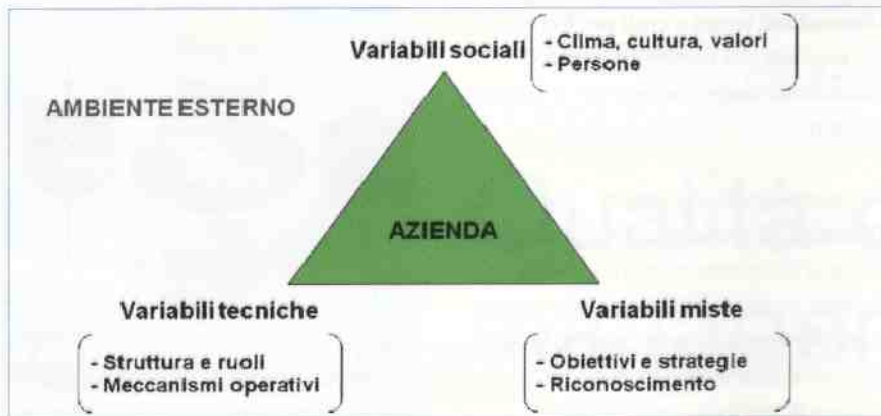 Variabili sociali
- Clima, cultura, valori
- Persone
AMBIENTE ESTERNO
AZIENDA
Variabili tecniche
- Struttura e ruoli
- Meccanismi operativi
Variabili miste
- Obiettivi e strategie
- Riconoscimento